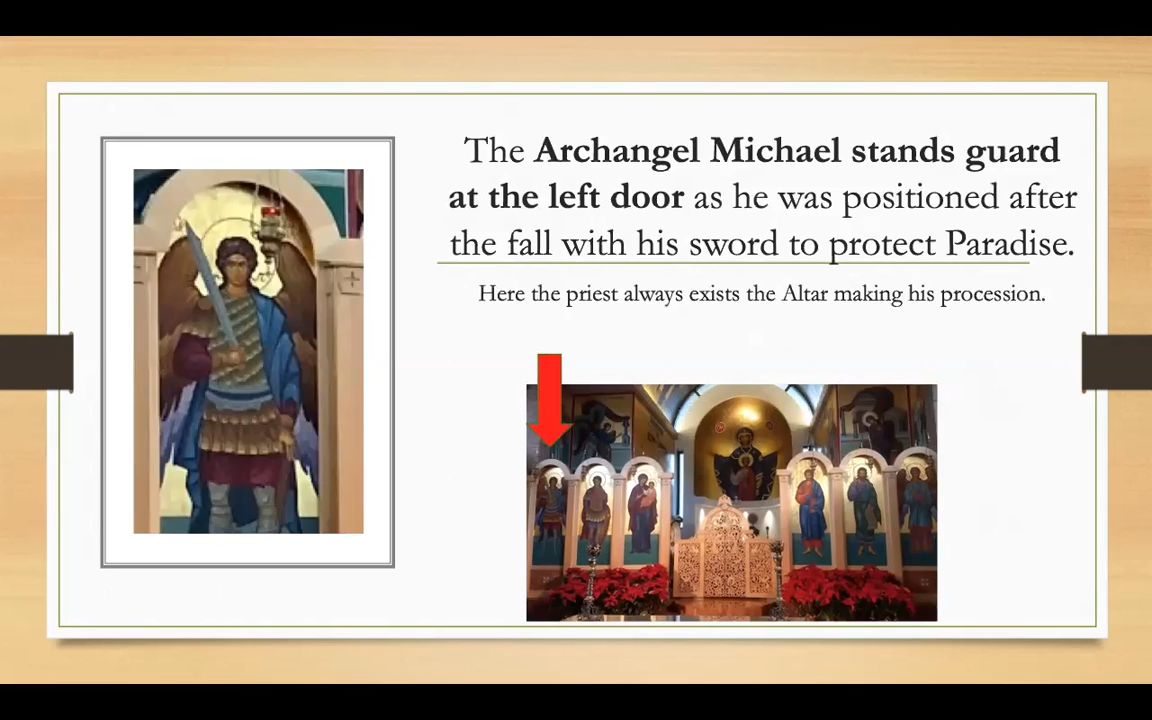 The Archangel Michael stands guard
at the left door as he was positioned after
the fall with his sword to protect Paradise.
Here the priest always exists the Altar making his procession.